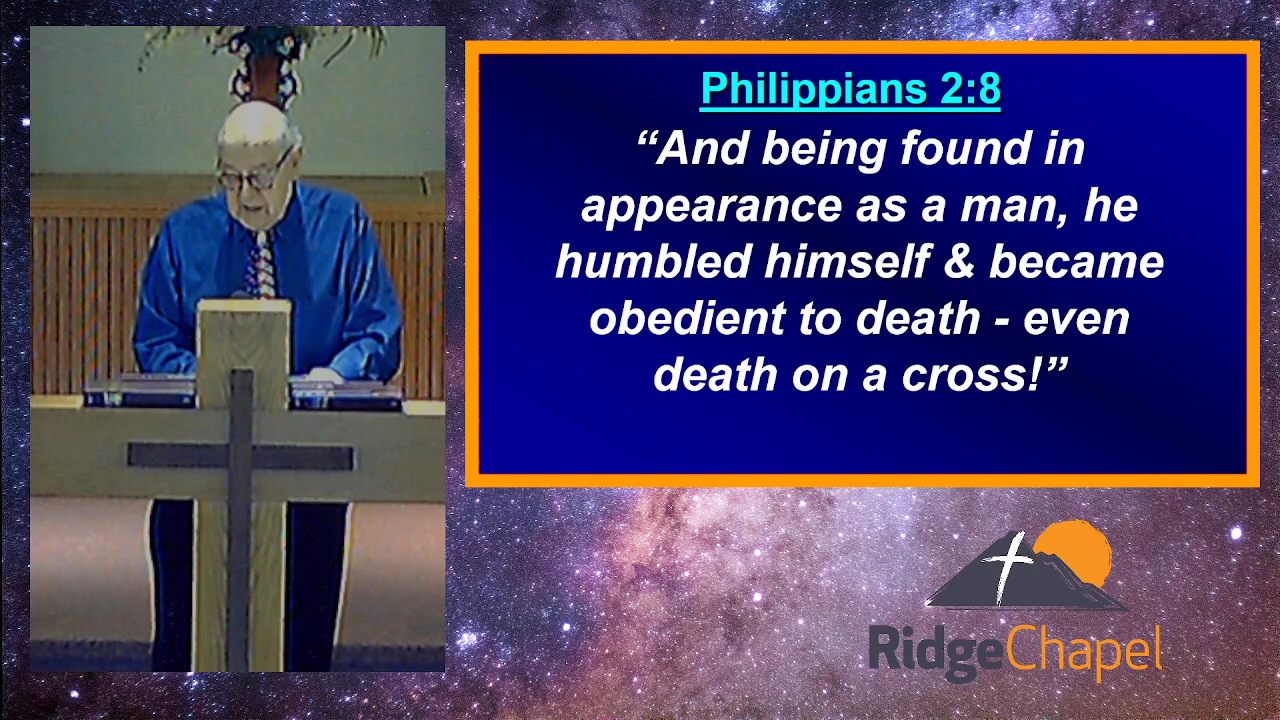 Philippians 2:8
“And being found in
appearance as a man, he
humbled himself & became
obedient to death - even
death on a cross!”
RidgeChapel